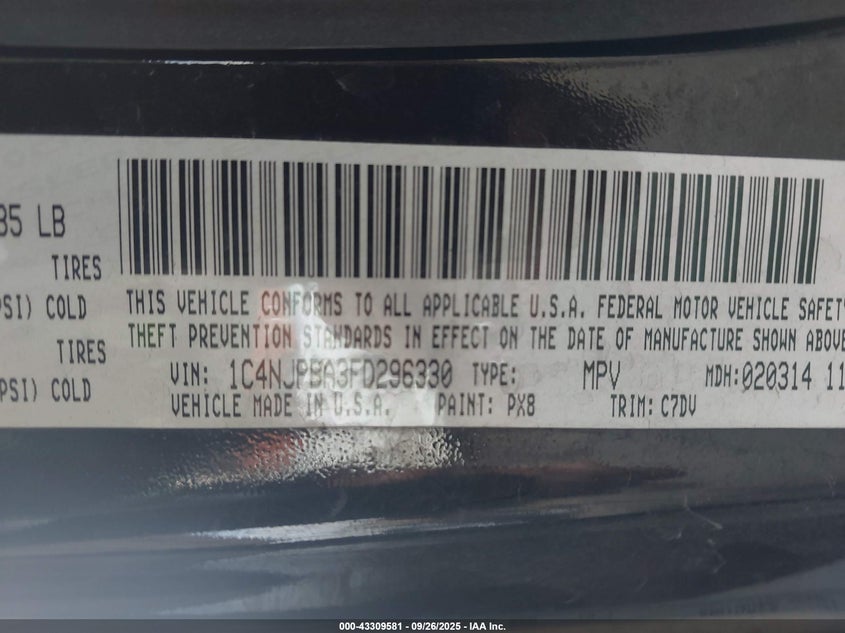 35 LB
TIRES
PSI) COLD
TIRES
PSI) COLD
THIS VEHICLE CONFORMS TO ALL APPLICABLE U.S.A. FEDERAL MOTOR VEHICLE SAFETY
THEFT PREVENTION STANDARDS IN EFFECT ON THE DATE OF MANUFACTURE SHOWN ABOVE
VIN: 1C4NJPBA3FD296330 TYPE: MPV MDH: 020314 11
VEHICLE MADE IN U.S.A. PAINT: PX8 TRIM: C7DV
000-43309581 - 09/26/2025 - IAA Inc.